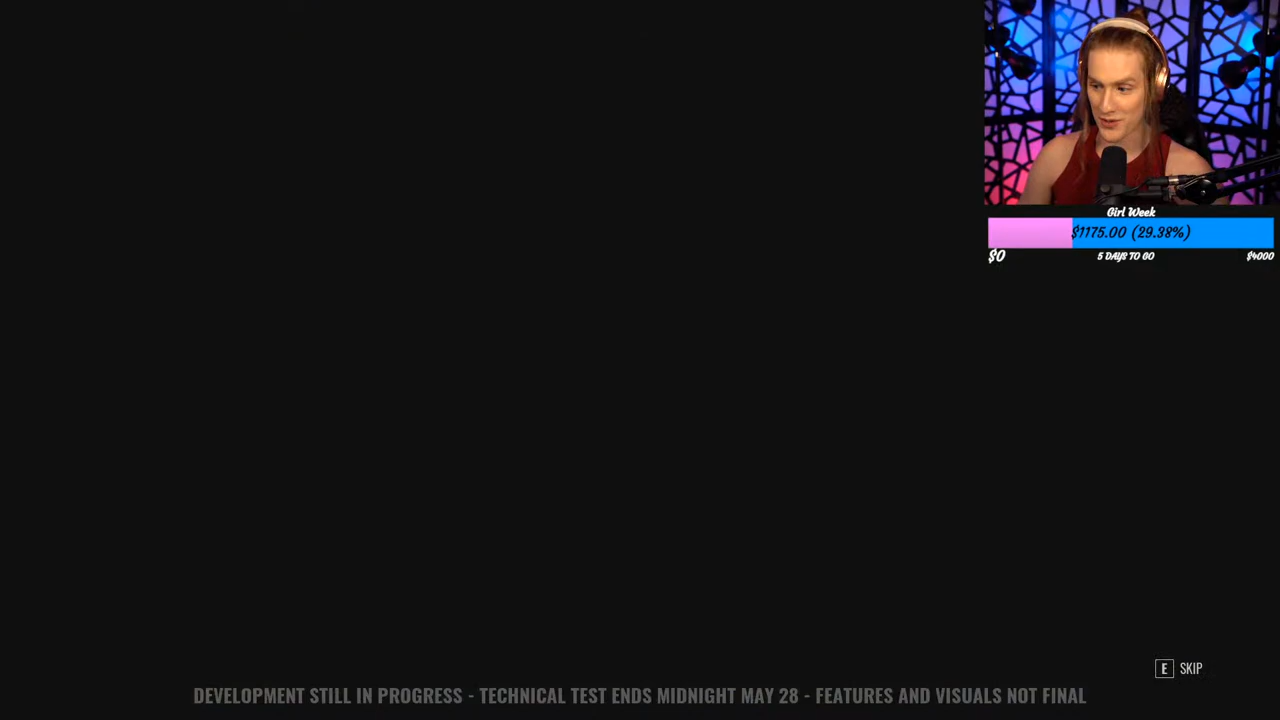 Girl Week
$1175.00 (29.38%)
$0
5 DAYS TO GO
$4000
E SKIP
DEVELOPMENT STILL IN PROGRESS - TECHNICAL TEST ENDS MIDNIGHT MAY 28 - FEATURES AND VISUALS NOT FINAL